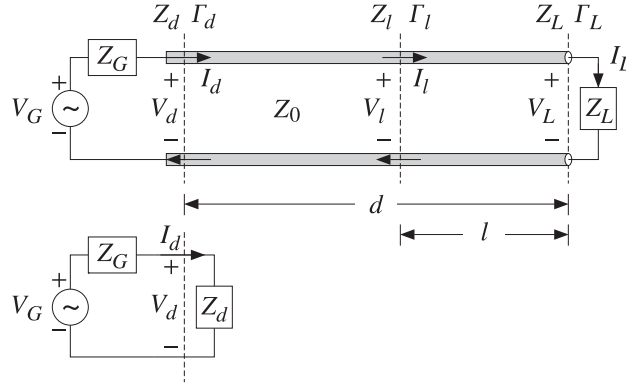 Z_d Γ_d Z_l Γ_l Z_L Γ_L
Z_G I_d I_l I_L
+ + + +
V_G ~ V_d Z_0 V_l V_L Z_L
− − − −
d
l
Z_G I_d
+ +
V_G ~ V_d Z_d
− −